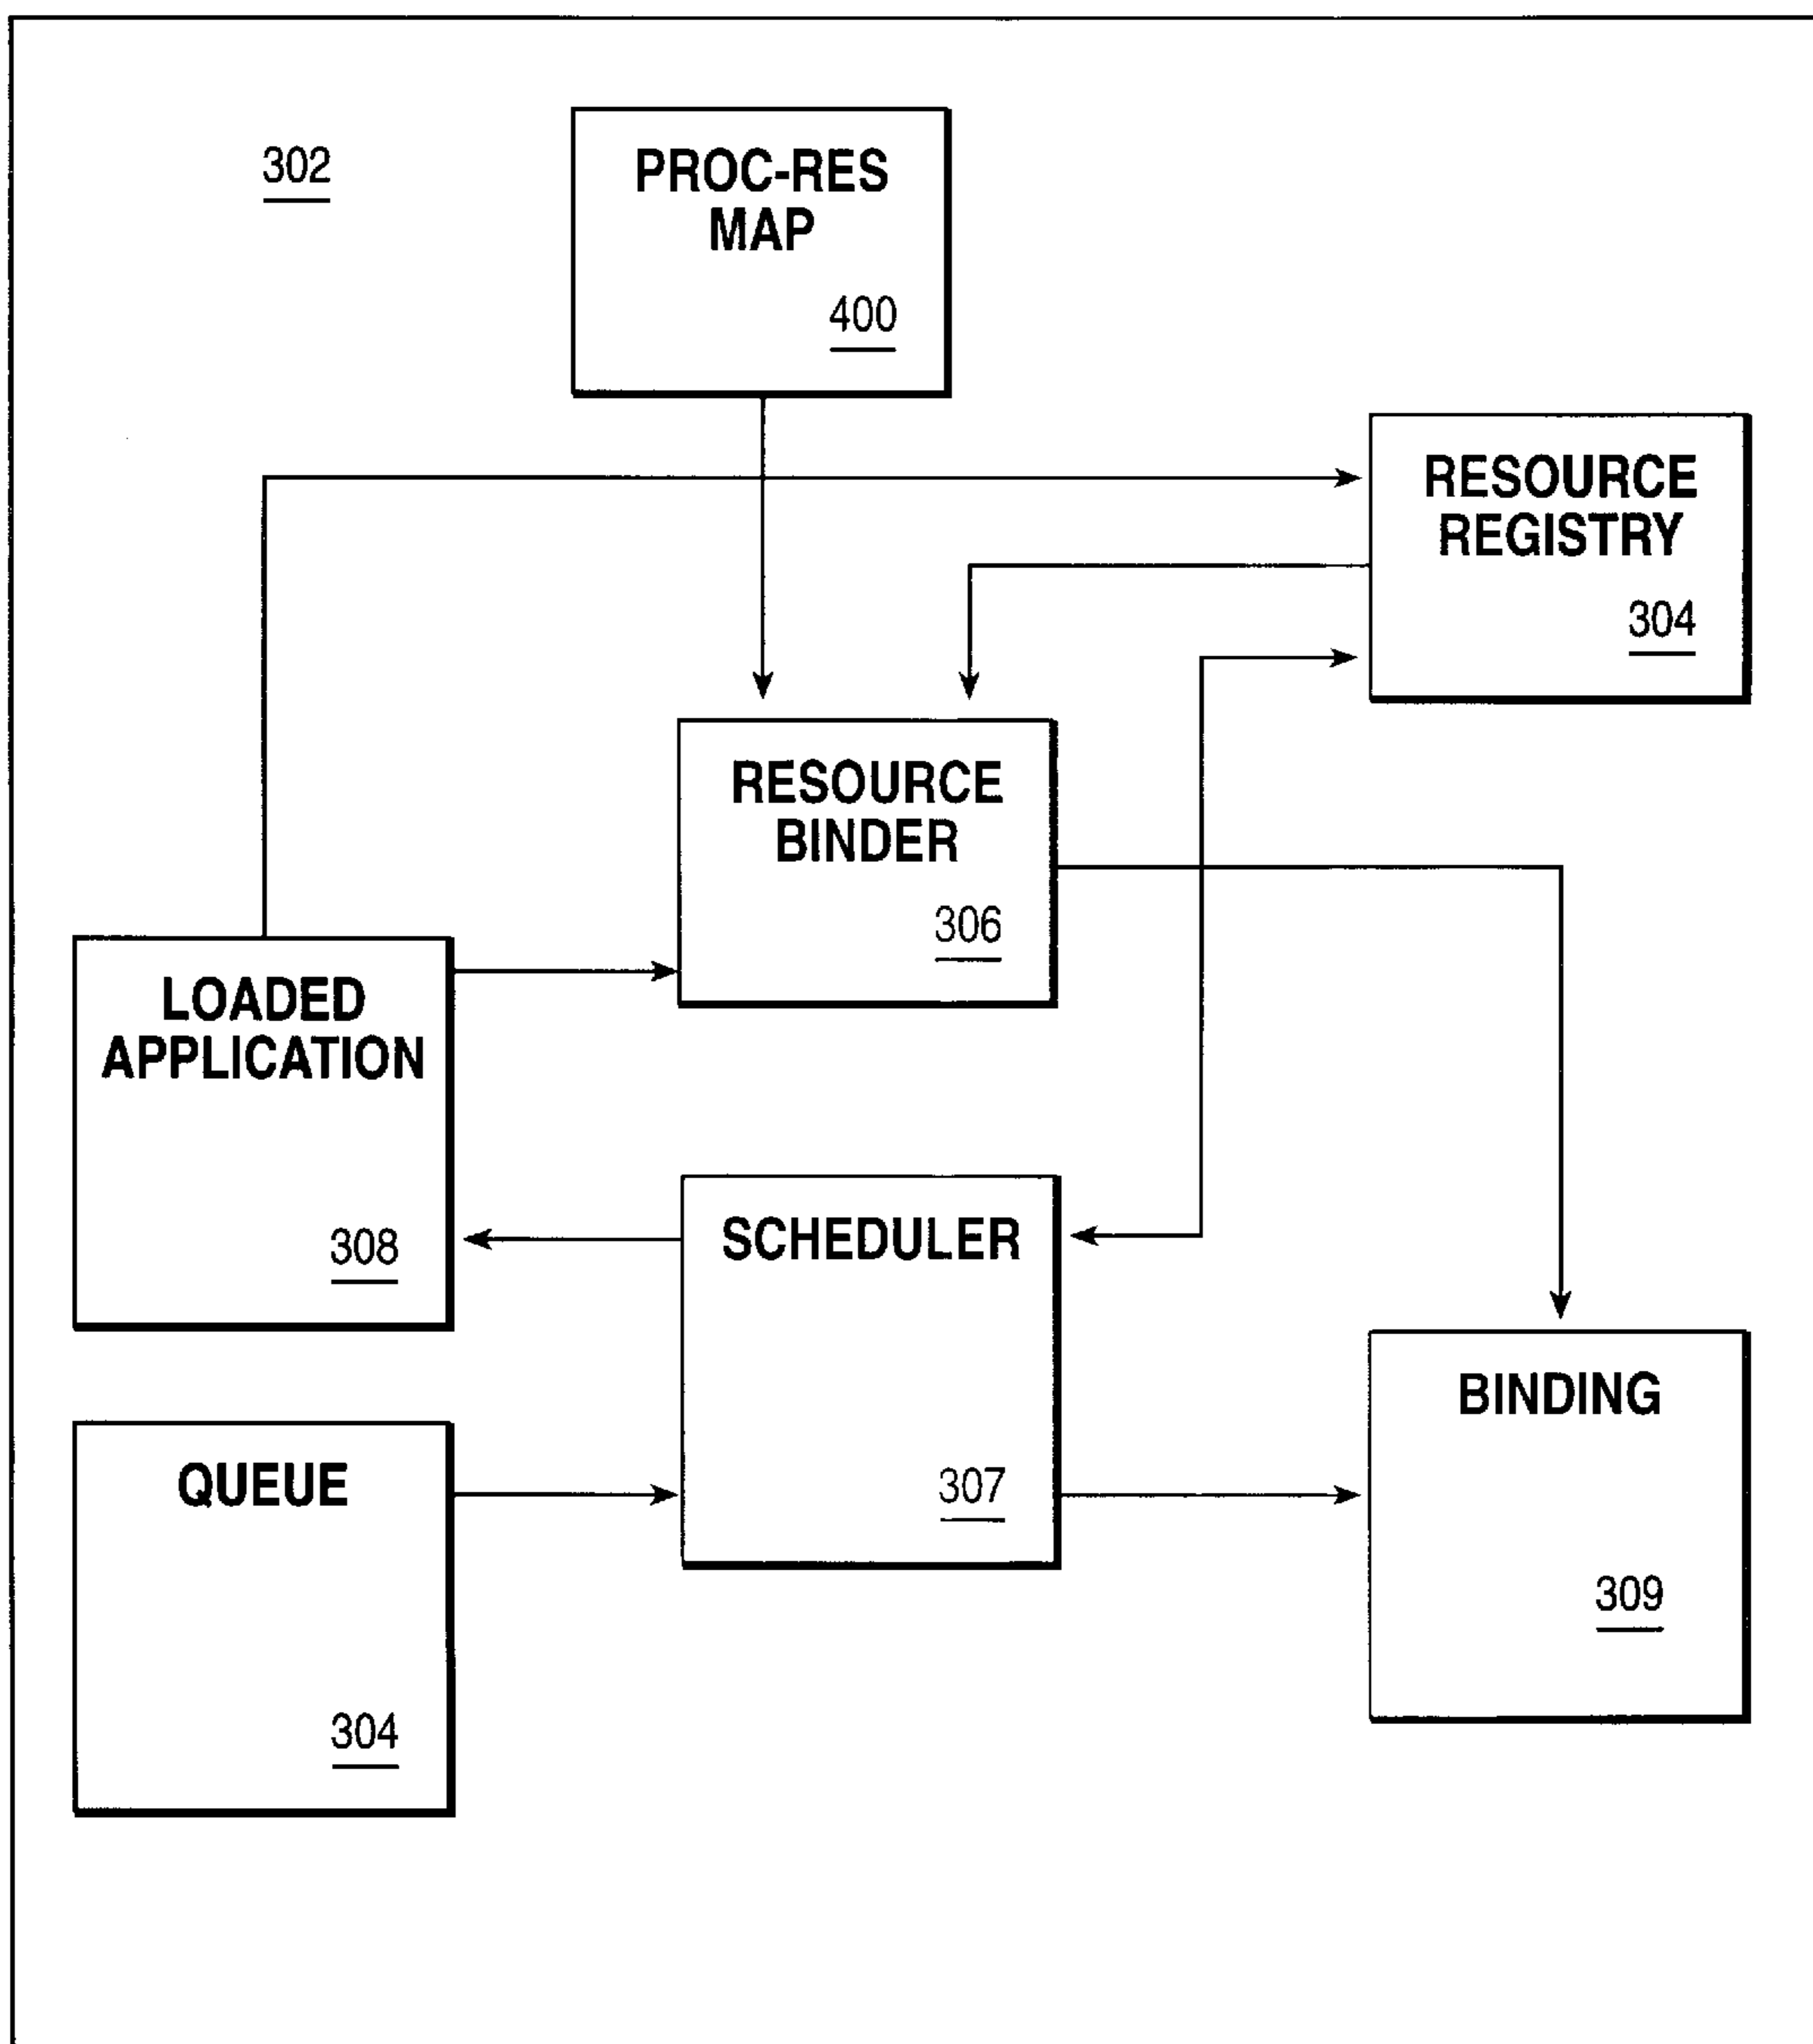 302
PROC-RES
MAP
400
RESOURCE
REGISTRY
304
RESOURCE
BINDER
306
LOADED
APPLICATION
308
SCHEDULER
307
BINDING
309
QUEUE
304